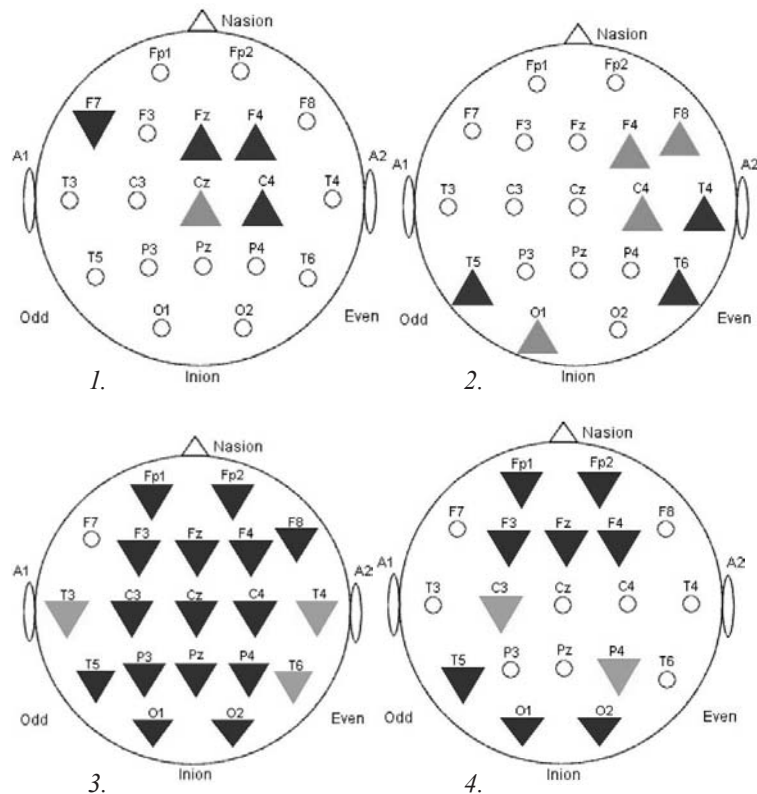 Nasion
Fp1 Fp2
F7 F3 Fz F4 F8
A1 A2
T3 C3 Cz C4 T4
T5 P3 Pz P4 T6
O1 O2
Odd Even
Inion
1.
Nasion
Fp1 Fp2
F7 F3 Fz F4 F8
A1 A2
T3 C3 Cz C4 T4
T5 P3 Pz P4 T6
O1 O2
Odd Even
Inion
2.
Nasion
Fp1 Fp2
F7 F3 Fz F4 F8
A1 A2
T3 C3 Cz C4 T4
T5 P3 Pz P4 T6
O1 O2
Odd Even
Inion
3.
Nasion
Fp1 Fp2
F7 F3 Fz F4 F8
A1 A2
T3 C3 Cz C4 T4
T5 P3 Pz P4 T6
O1 O2
Odd Even
Inion
4.